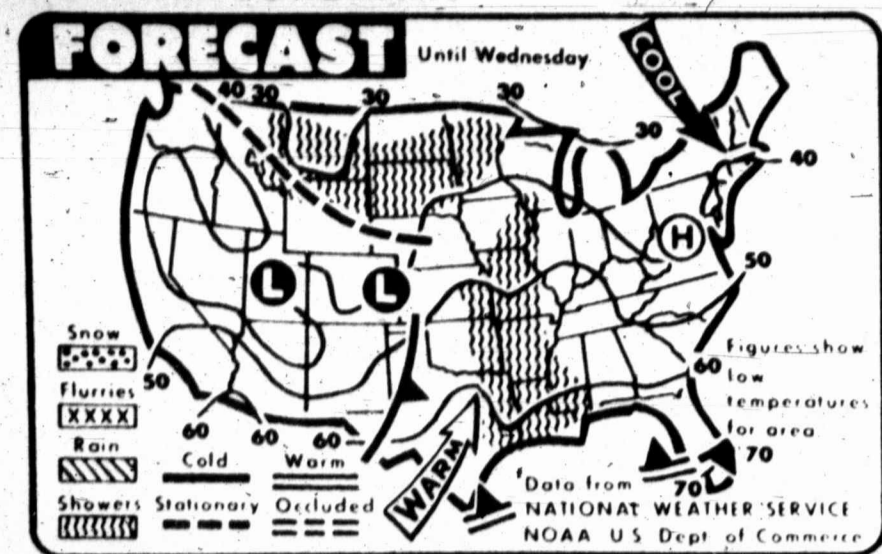 FORECAST Until Wednesday
COOL
40 30 30 30 30
40
H
50
L L
Snow
Flurries
Rain
Showers
50 60 60 60
Cold Warm
Stationary Occluded
WARM
60
Figures show
low
temperatures
for area
70
70
Data from
NATIONAL WEATHER SERVICE
NOAA U S Dept of Commerce